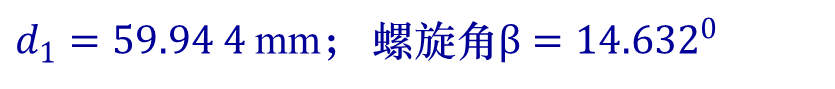 d₁ = 59.94 4 mm； 螺旋角β = 14.632⁰